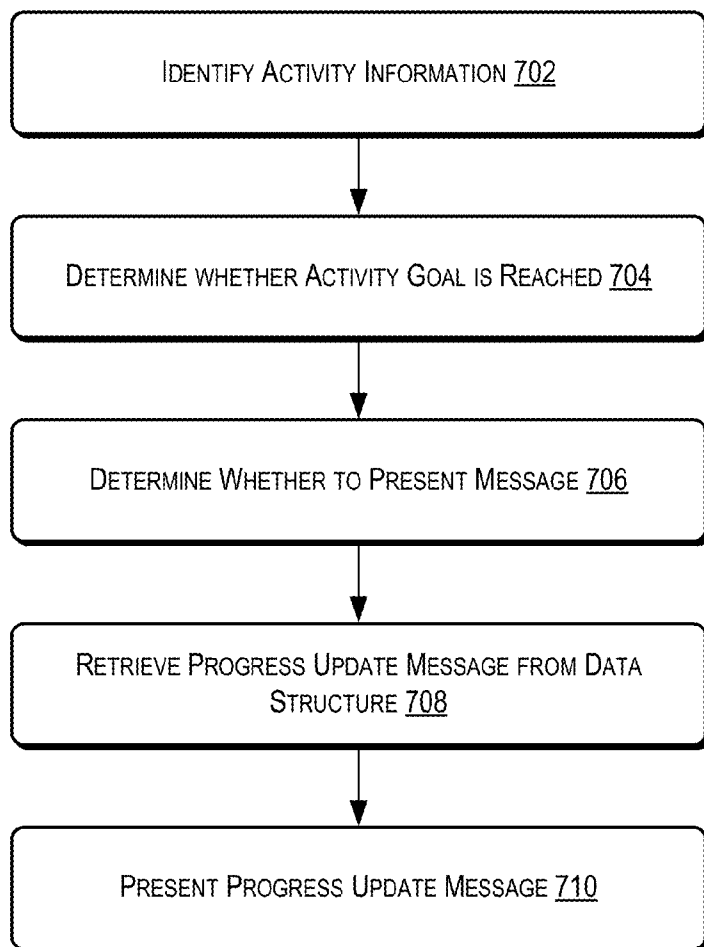 IDENTIFY ACTIVITY INFORMATION 702
DETERMINE WHETHER ACTIVITY GOAL IS REACHED 704
DETERMINE WHETHER TO PRESENT MESSAGE 706
RETRIEVE PROGRESS UPDATE MESSAGE FROM DATA
STRUCTURE 708
PRESENT PROGRESS UPDATE MESSAGE 710